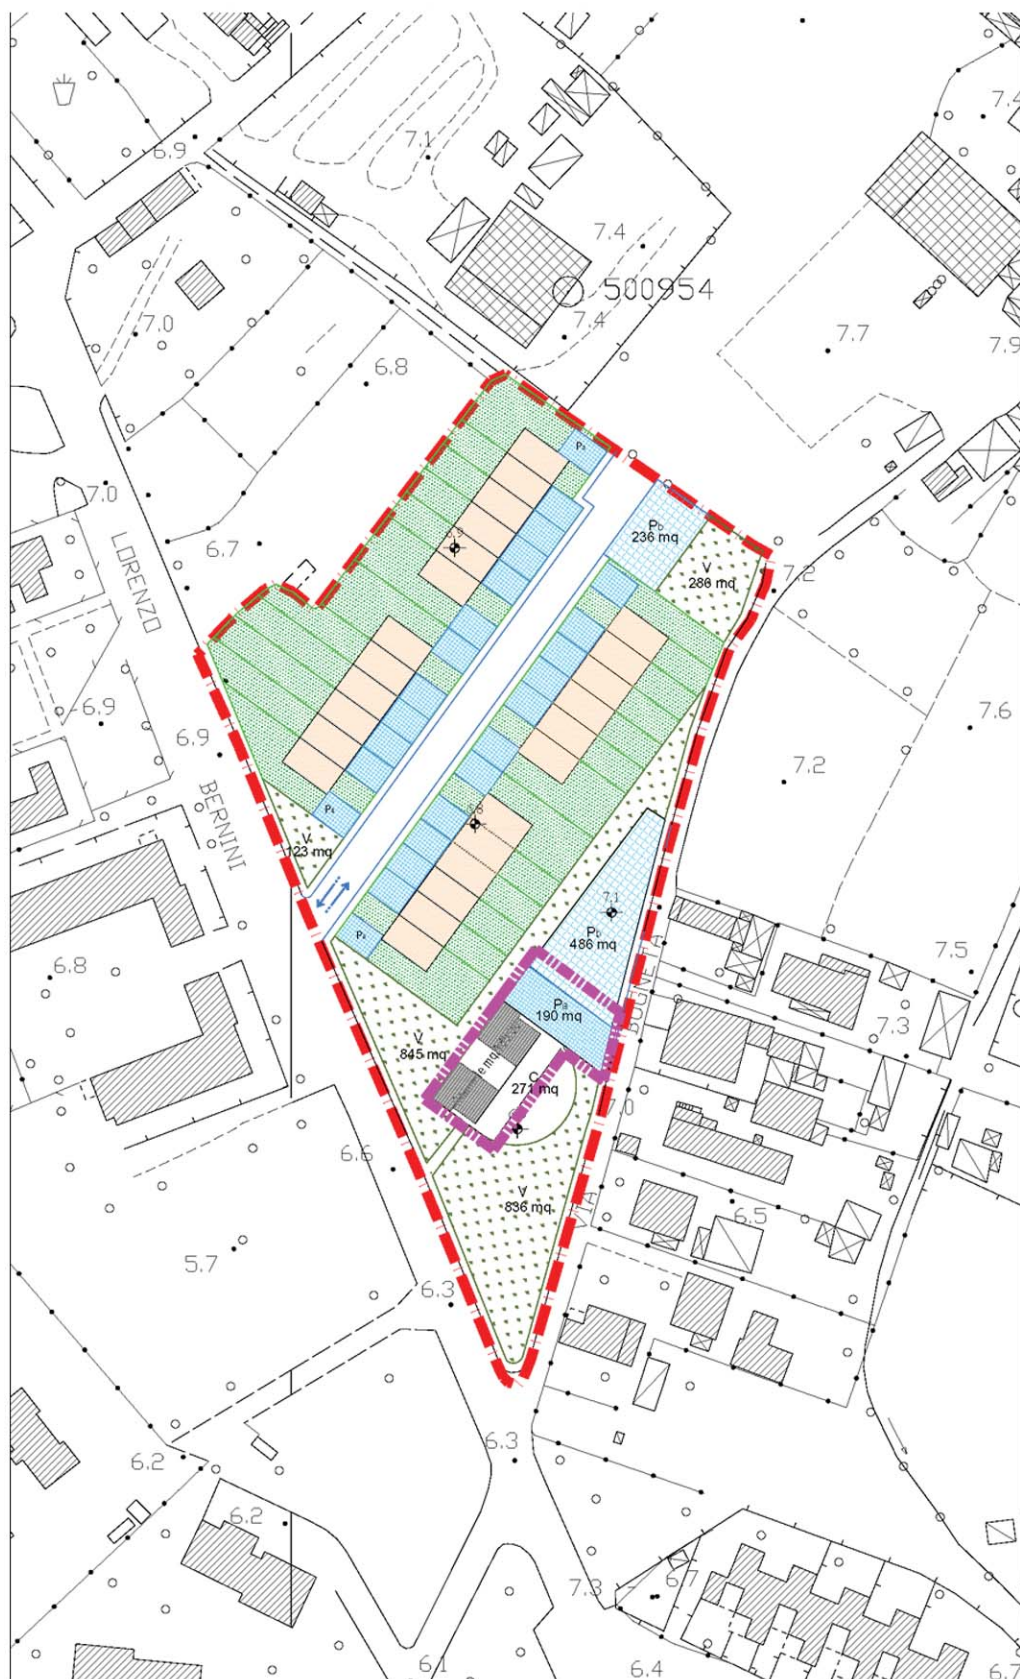 7.4
6.9
7.1
7.4
500954
7.0
7.4
7.7
7.9
6.8
7.0
6.7
LORENZO
Pb
236 mq
V
286 mq
7.2
6.9
6.9
7.6
7.2
BERNINI
V
123 mq
7.1
Pb
486 mq
6.8
7.5
Pa
190 mq
7.3
V
845 mq
C
271 mq
7.0
6.6
V
836 mq
VIA
6.5
5.7
6.3
6.3
6.2
6.2
7.3
6.7
6.1
6.4
6.7